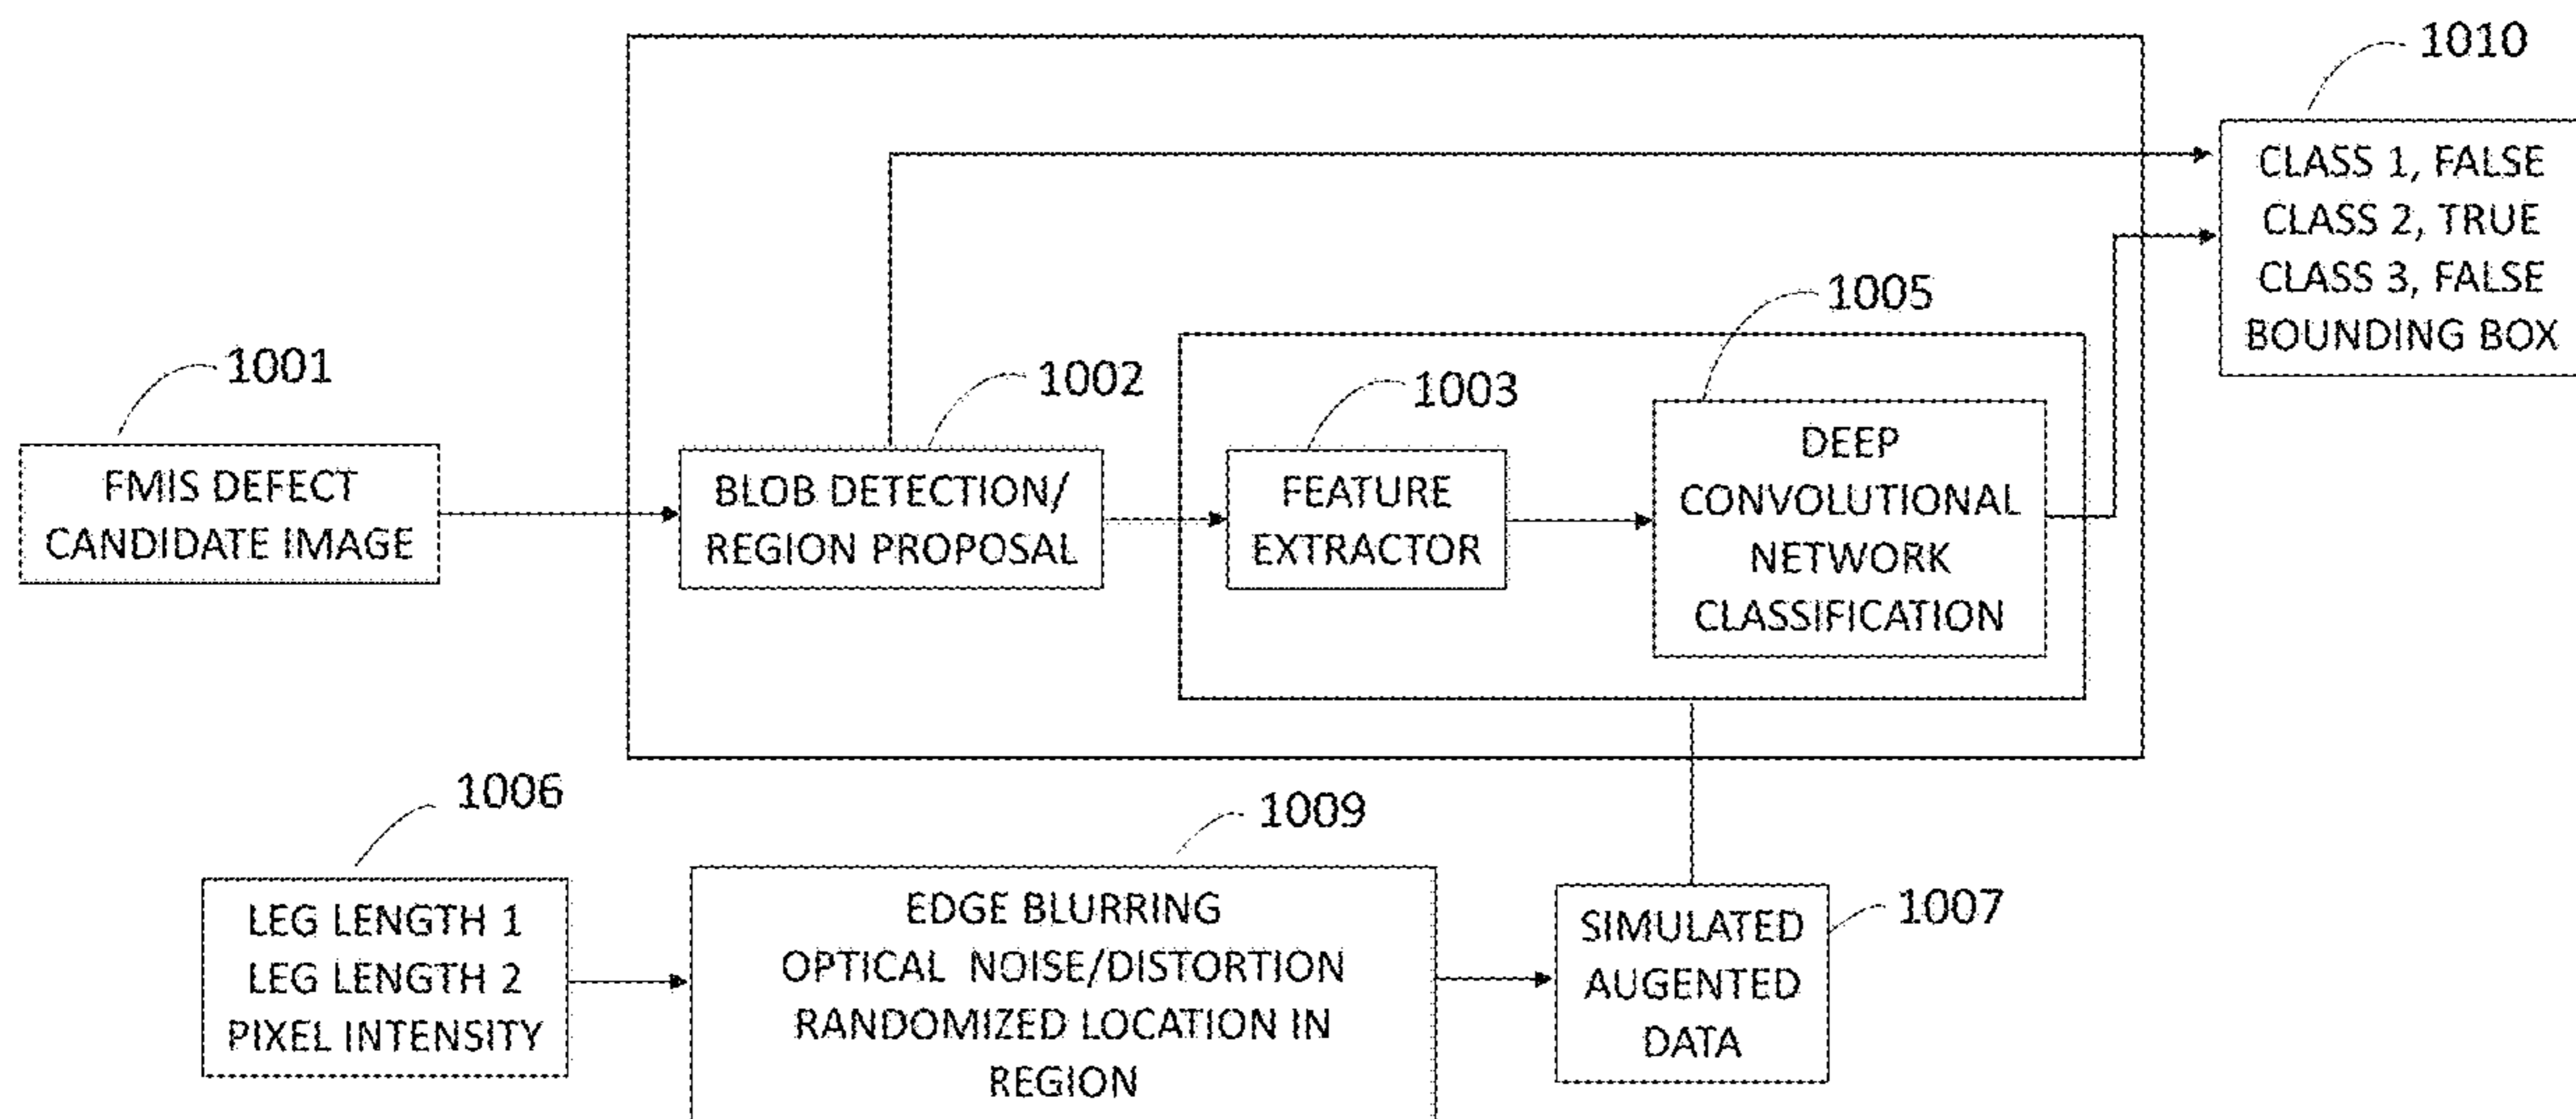 1010
CLASS 1, FALSE
CLASS 2, TRUE
CLASS 3, FALSE
BOUNDING BOX
1001
FMIS DEFECT
CANDIDATE IMAGE
1002
BLOB DETECTION/
REGION PROPOSAL
1003
FEATURE
EXTRACTOR
1005
DEEP
CONVOLUTIONAL
NETWORK
CLASSIFICATION
1006
LEG LENGTH 1
LEG LENGTH 2
PIXEL INTENSITY
1009
EDGE BLURRING
OPTICAL NOISE/DISTORTION
RANDOMIZED LOCATION IN
REGION
1007
SIMULATED
AUGENTED
DATA